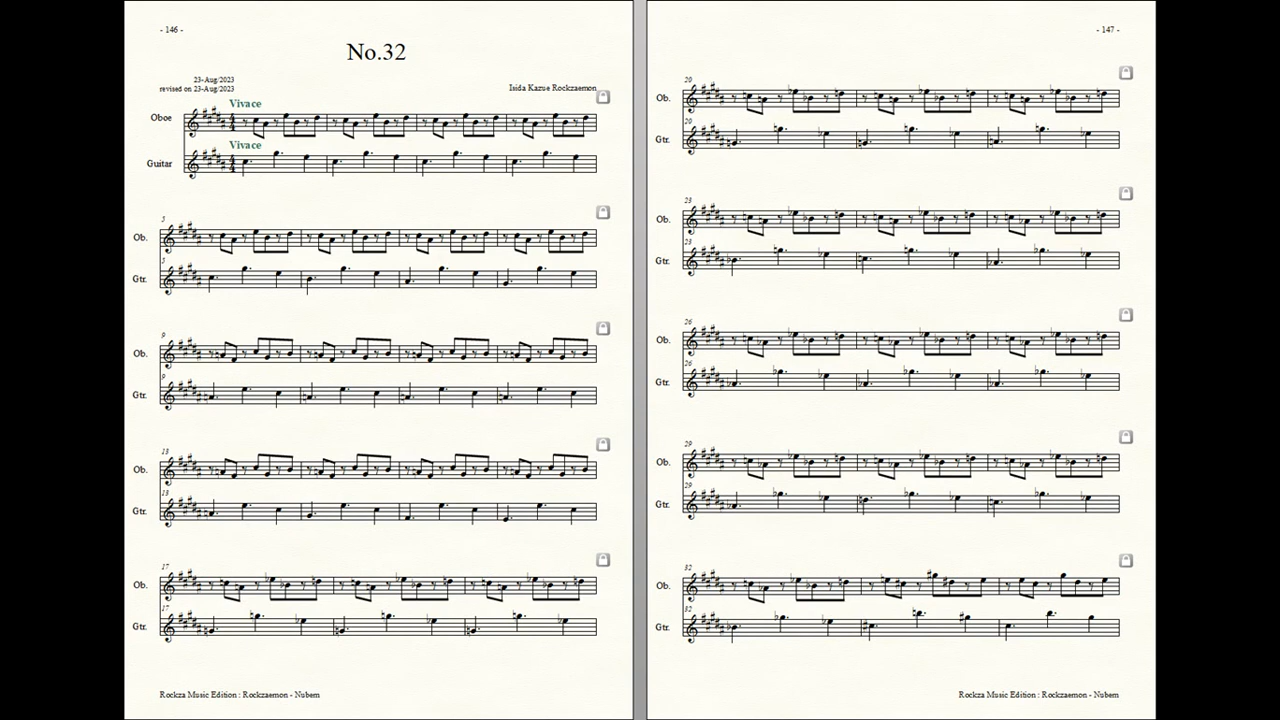 - 146 -
No.32
23-Aug/2023
revised on 23-Aug/2023
Isida Kazue Rockzaemon
Vivace
Oboe
Vivace
Guitar
5
Ob.
5
Gtr.
9
Ob.
9
Gtr.
13
Ob.
13
Gtr.
17
Ob.
17
Gtr.
Rockza Music Edition : Rockzaemon - Nubem
- 147 -
20
Ob.
20
Gtr.
23
Ob.
23
Gtr.
26
Ob.
26
Gtr.
29
Ob.
29
Gtr.
32
Ob.
32
Gtr.
Rockza Music Edition : Rockzaemon - Nubem